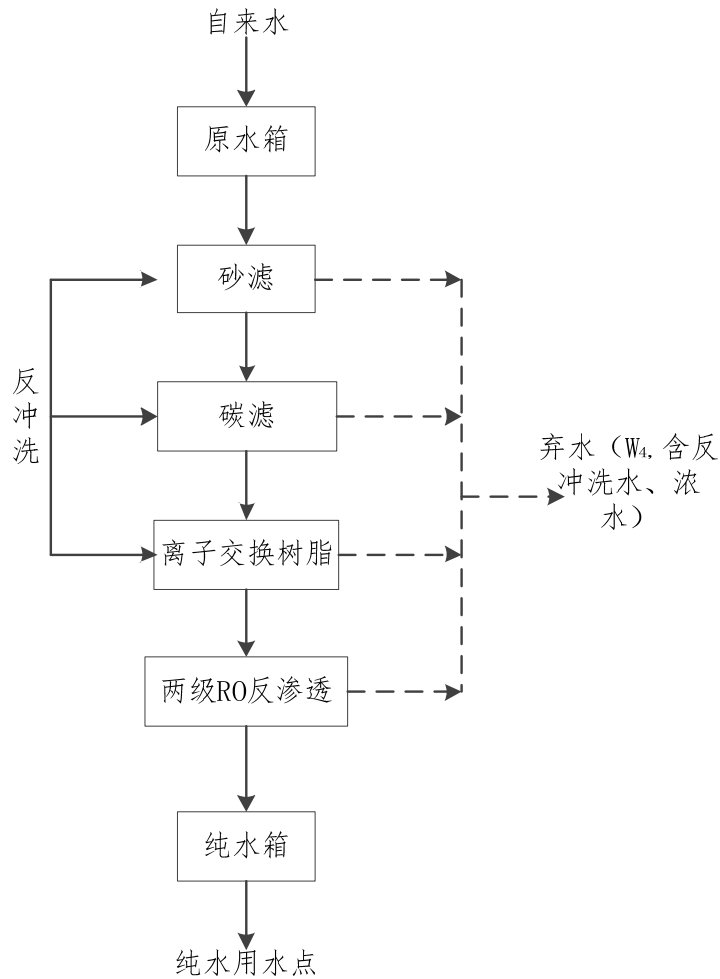 自来水
原水箱
砂滤
反
冲
洗
碳滤
弃水（W₄，含反
冲洗水、浓
水）
离子交换树脂
两级RO反渗透
纯水箱
纯水用水点